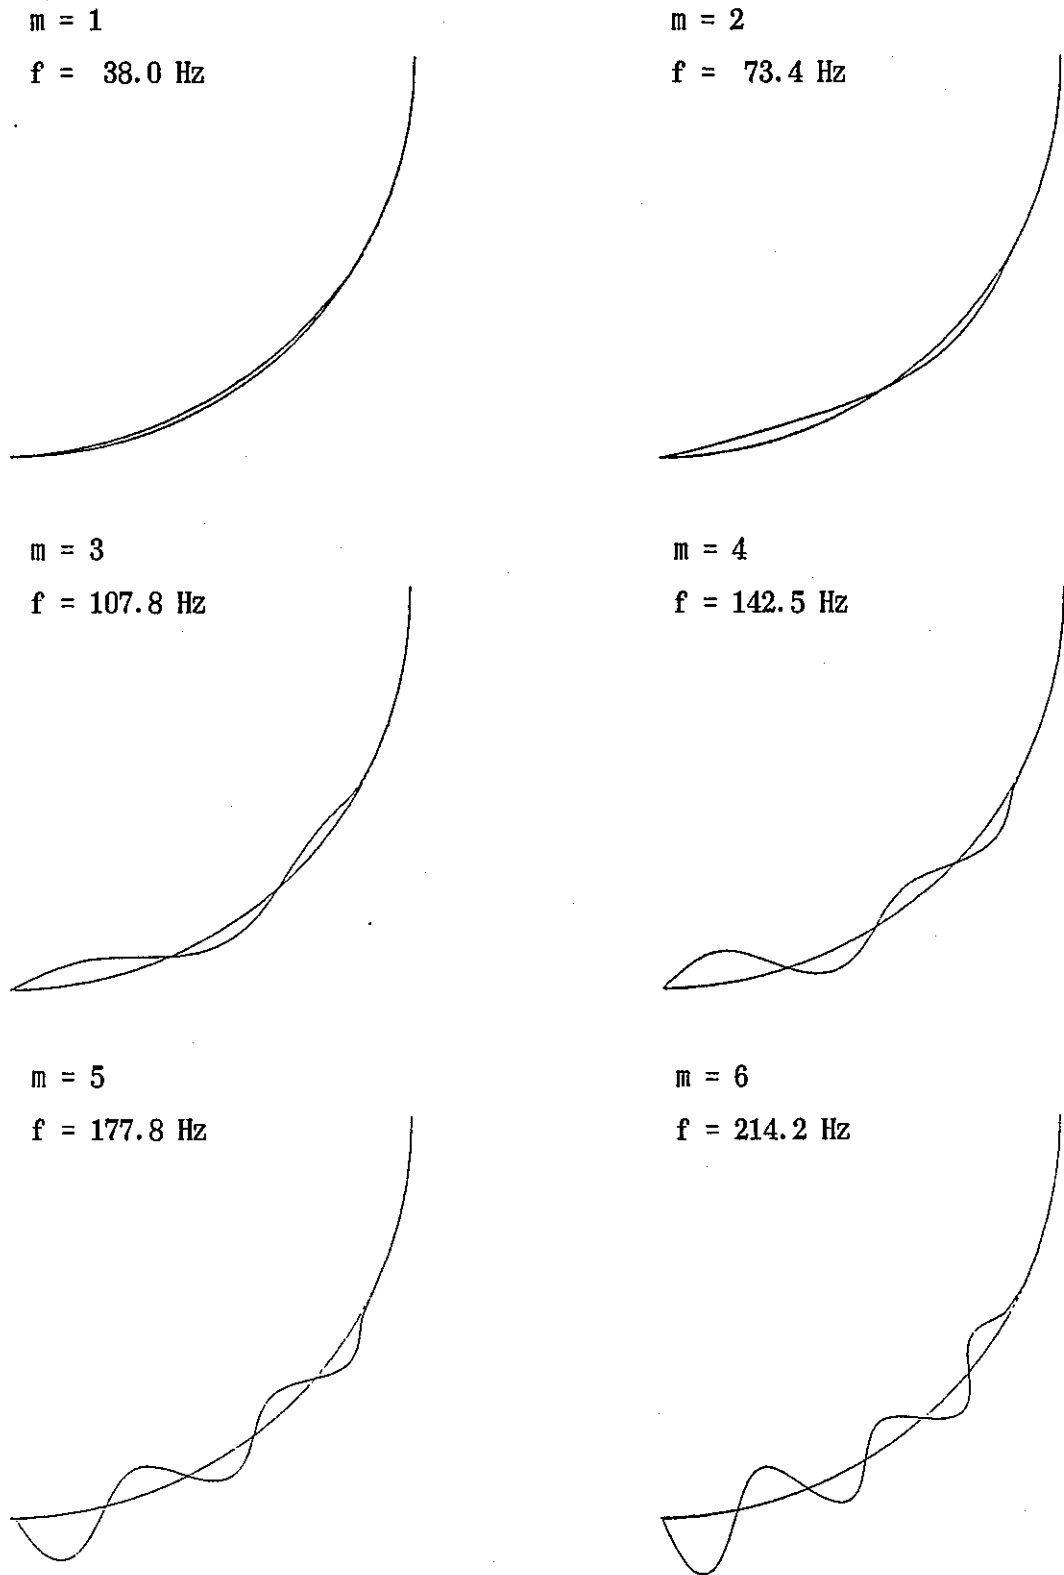 m = 1
f = 38.0 Hz
m = 2
f = 73.4 Hz
m = 3
f = 107.8 Hz
m = 4
f = 142.5 Hz
m = 5
f = 177.8 Hz
m = 6
f = 214.2 Hz